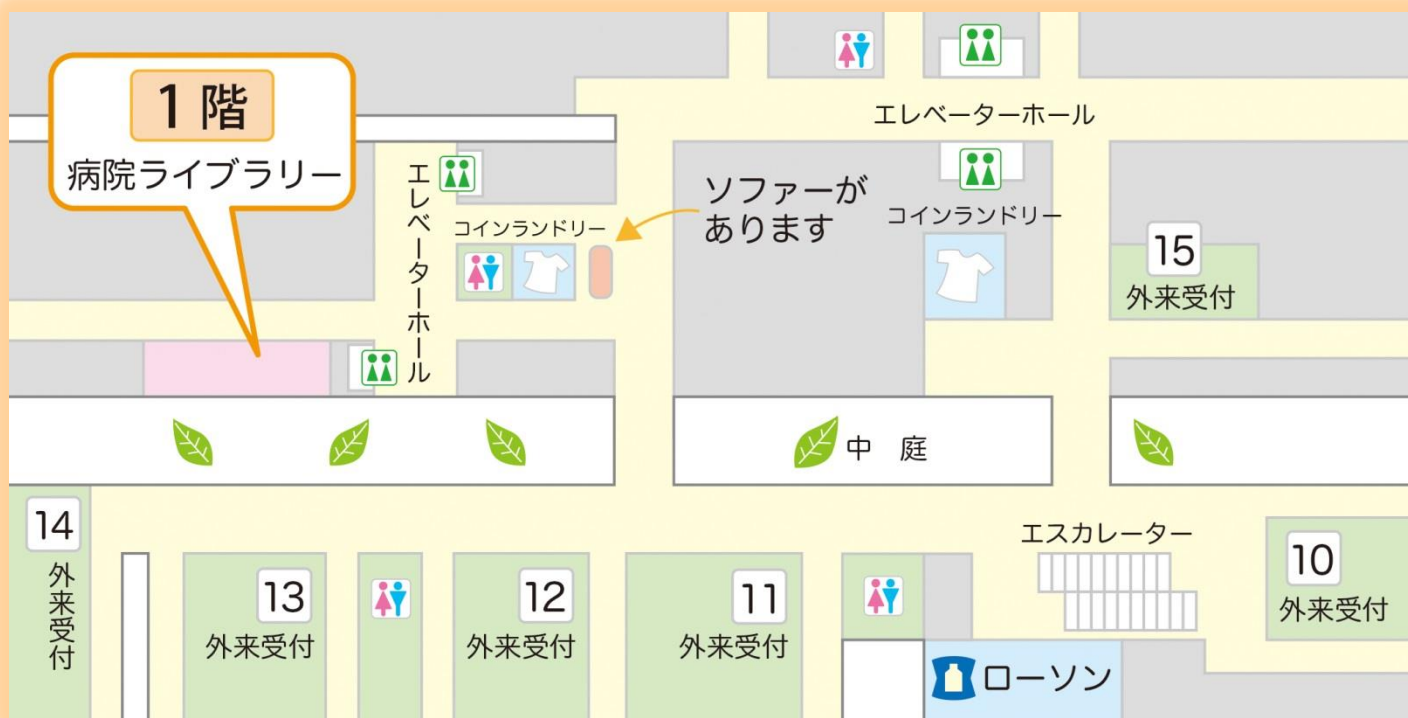 1階
病院ライブラリー
エレベーターホール
エレベーターホール
ソファーが
あります
コインランドリー
コインランドリー
15
外来受付
中庭
14
外来受付
13
外来受付
12
外来受付
11
外来受付
エスカレーター
10
外来受付
ローソン